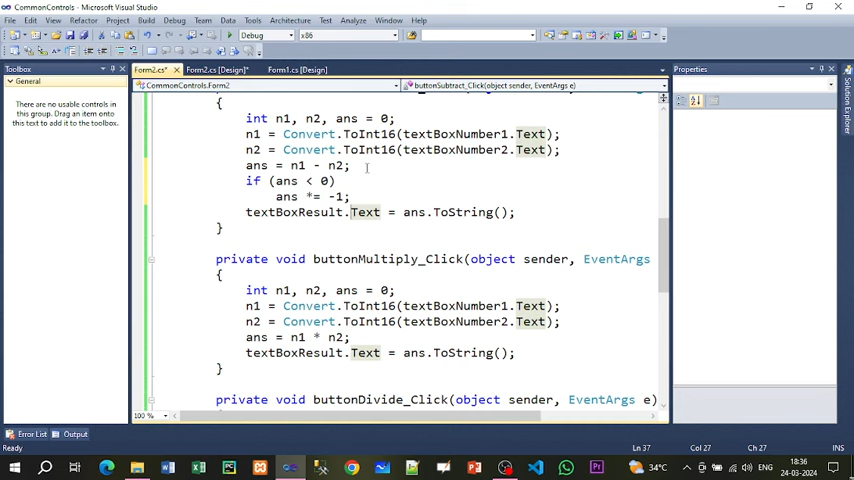 CommonControls - Microsoft Visual Studio
File Edit View Refactor Project Build Debug Team Data Tools Architecture Test Analyze Window Help
Debug x86
Toolbox Form2.cs* Form2.cs [Design]* Form1.cs [Design] Properties
General CommonControls.Form2 buttonSubtract_Click(object sender, EventArgs e)
There are no usable controls in this group. Drag an item onto this text to add it to the toolbox.
{
int n1, n2, ans = 0;
n1 = Convert.ToInt16(textBoxNumber1.Text);
n2 = Convert.ToInt16(textBoxNumber2.Text);
ans = n1 - n2;
if (ans < 0)
ans *= -1;
textBoxResult.Text = ans.ToString();
}
private void buttonMultiply_Click(object sender, EventArgs
{
int n1, n2, ans = 0;
n1 = Convert.ToInt16(textBoxNumber1.Text);
n2 = Convert.ToInt16(textBoxNumber2.Text);
ans = n1 * n2;
textBoxResult.Text = ans.ToString();
}
private void buttonDivide_Click(object sender, EventArgs e)
100 %
Solution Explorer
Error List Output
Ready Ln 37 Col 27 Ch 27 INS
34°C ENG 18:36
24-03-2024